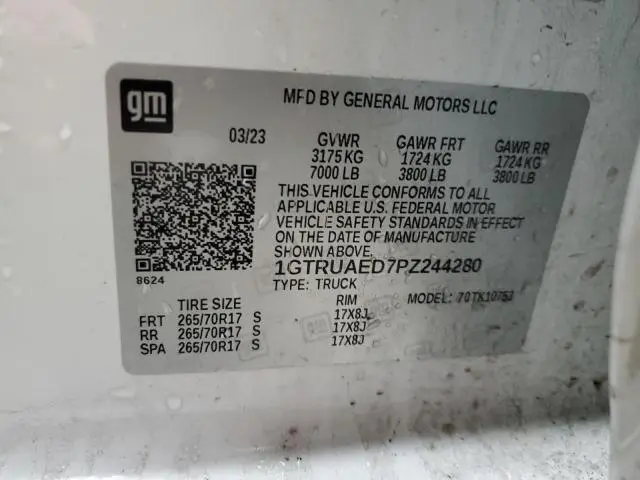 gm
MFD BY GENERAL MOTORS LLC
03/23 GVWR GAWR FRT GAWR RR
3175 KG 1724 KG 1724 KG
7000 LB 3800 LB 3800 LB
THIS VEHICLE CONFORMS TO ALL
APPLICABLE U.S. FEDERAL MOTOR
VEHICLE SAFETY STANDARDS IN EFFECT
ON THE DATE OF MANUFACTURE
SHOWN ABOVE.
1GTRUAED7PZ244280
8624
TYPE: TRUCK
TIRE SIZE RIM MODEL:
FRT 265/70R17 S 17X8J
RR 265/70R17 S 17X8J
SPA 265/70R17 S 17X8J